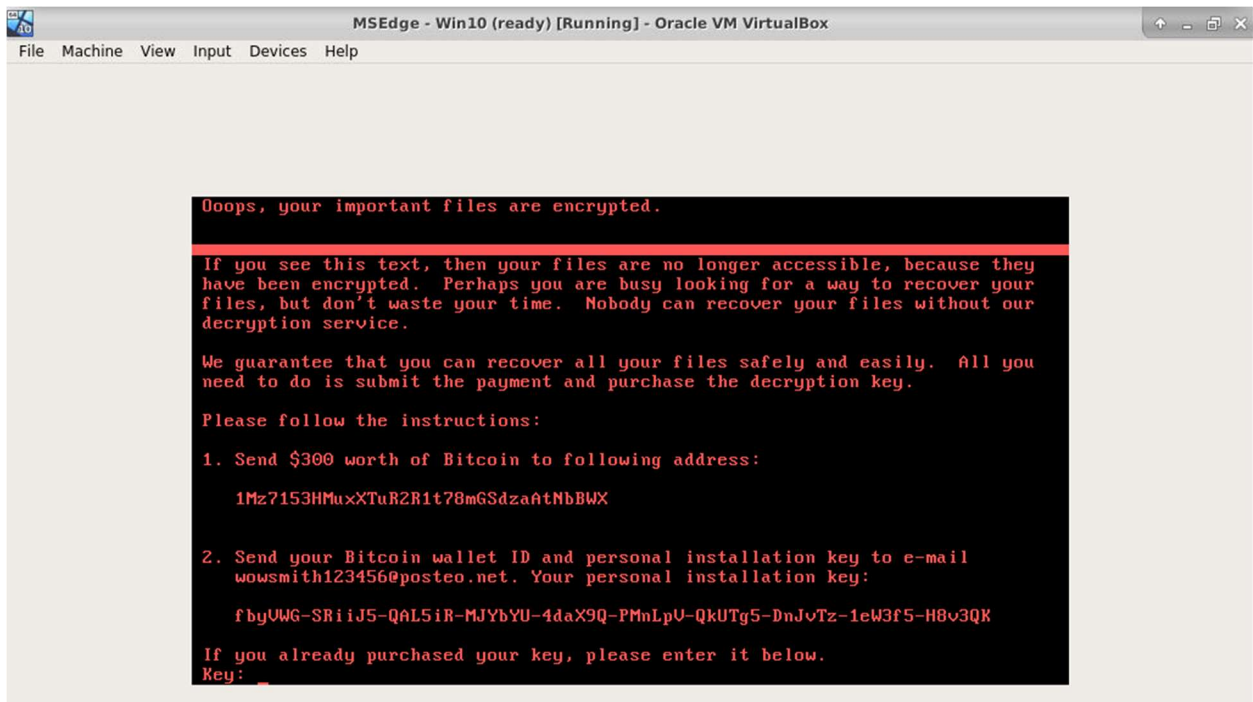 MSEdge - Win10 (ready) [Running] - Oracle VM VirtualBox
File Machine View Input Devices Help
Ooops, your important files are encrypted.
If you see this text, then your files are no longer accessible, because they
have been encrypted. Perhaps you are busy looking for a way to recover your
files, but don't waste your time. Nobody can recover your files without our
decryption service.
We guarantee that you can recover all your files safely and easily. All you
need to do is submit the payment and purchase the decryption key.
Please follow the instructions:
1. Send $300 worth of Bitcoin to following address:
1Mz7153HMuxXTuR2R1t78mGSdzaAtNbBWX
2. Send your Bitcoin wallet ID and personal installation key to e-mail
wowsmith123456@posteo.net. Your personal installation key:
fbyVWG-SRiiJ5-QAL5iR-MJYbYU-4daX9Q-PMnLpV-QkUTg5-DnJvTz-1eW3f5-H8v3QK
If you already purchased your key, please enter it below.
Key: _